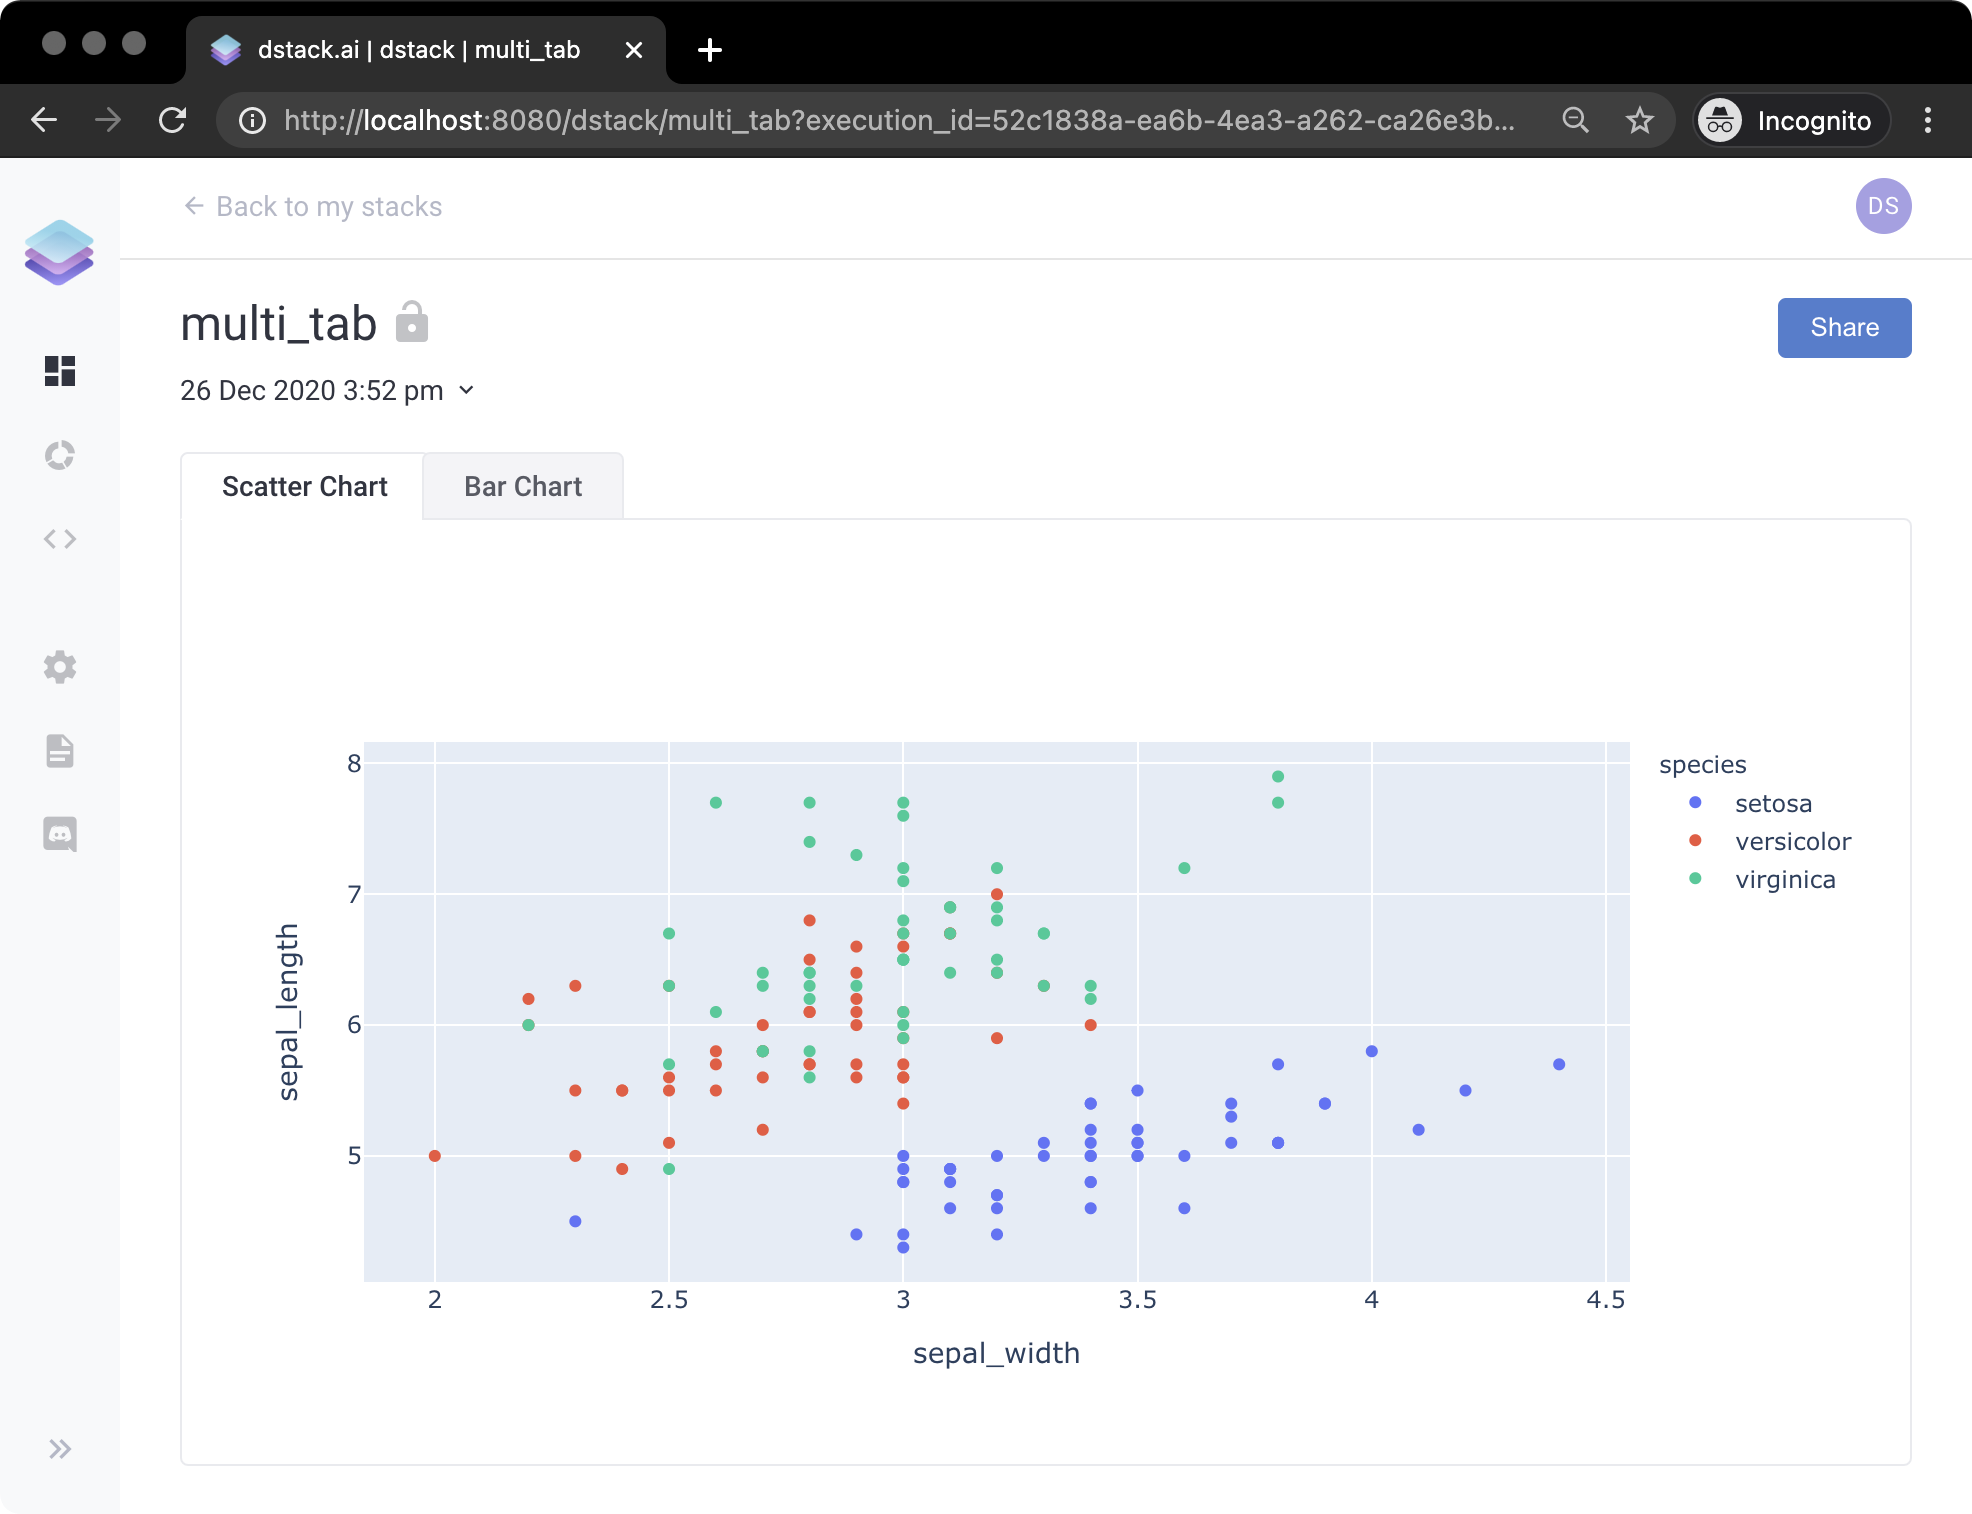 dstack.ai | dstack | multi_tab
http://localhost:8080/dstack/multi_tab?execution_id=52c1838a-ea6b-4ea3-a262-ca26e3b...
Incognito
Back to my stacks
DS
multi_tab
Share
26 Dec 2020 3:52 pm
Scatter Chart
Bar Chart
8
7
6
5
sepal_length
2
2.5
3
3.5
4
4.5
sepal_width
species
setosa
versicolor
virginica